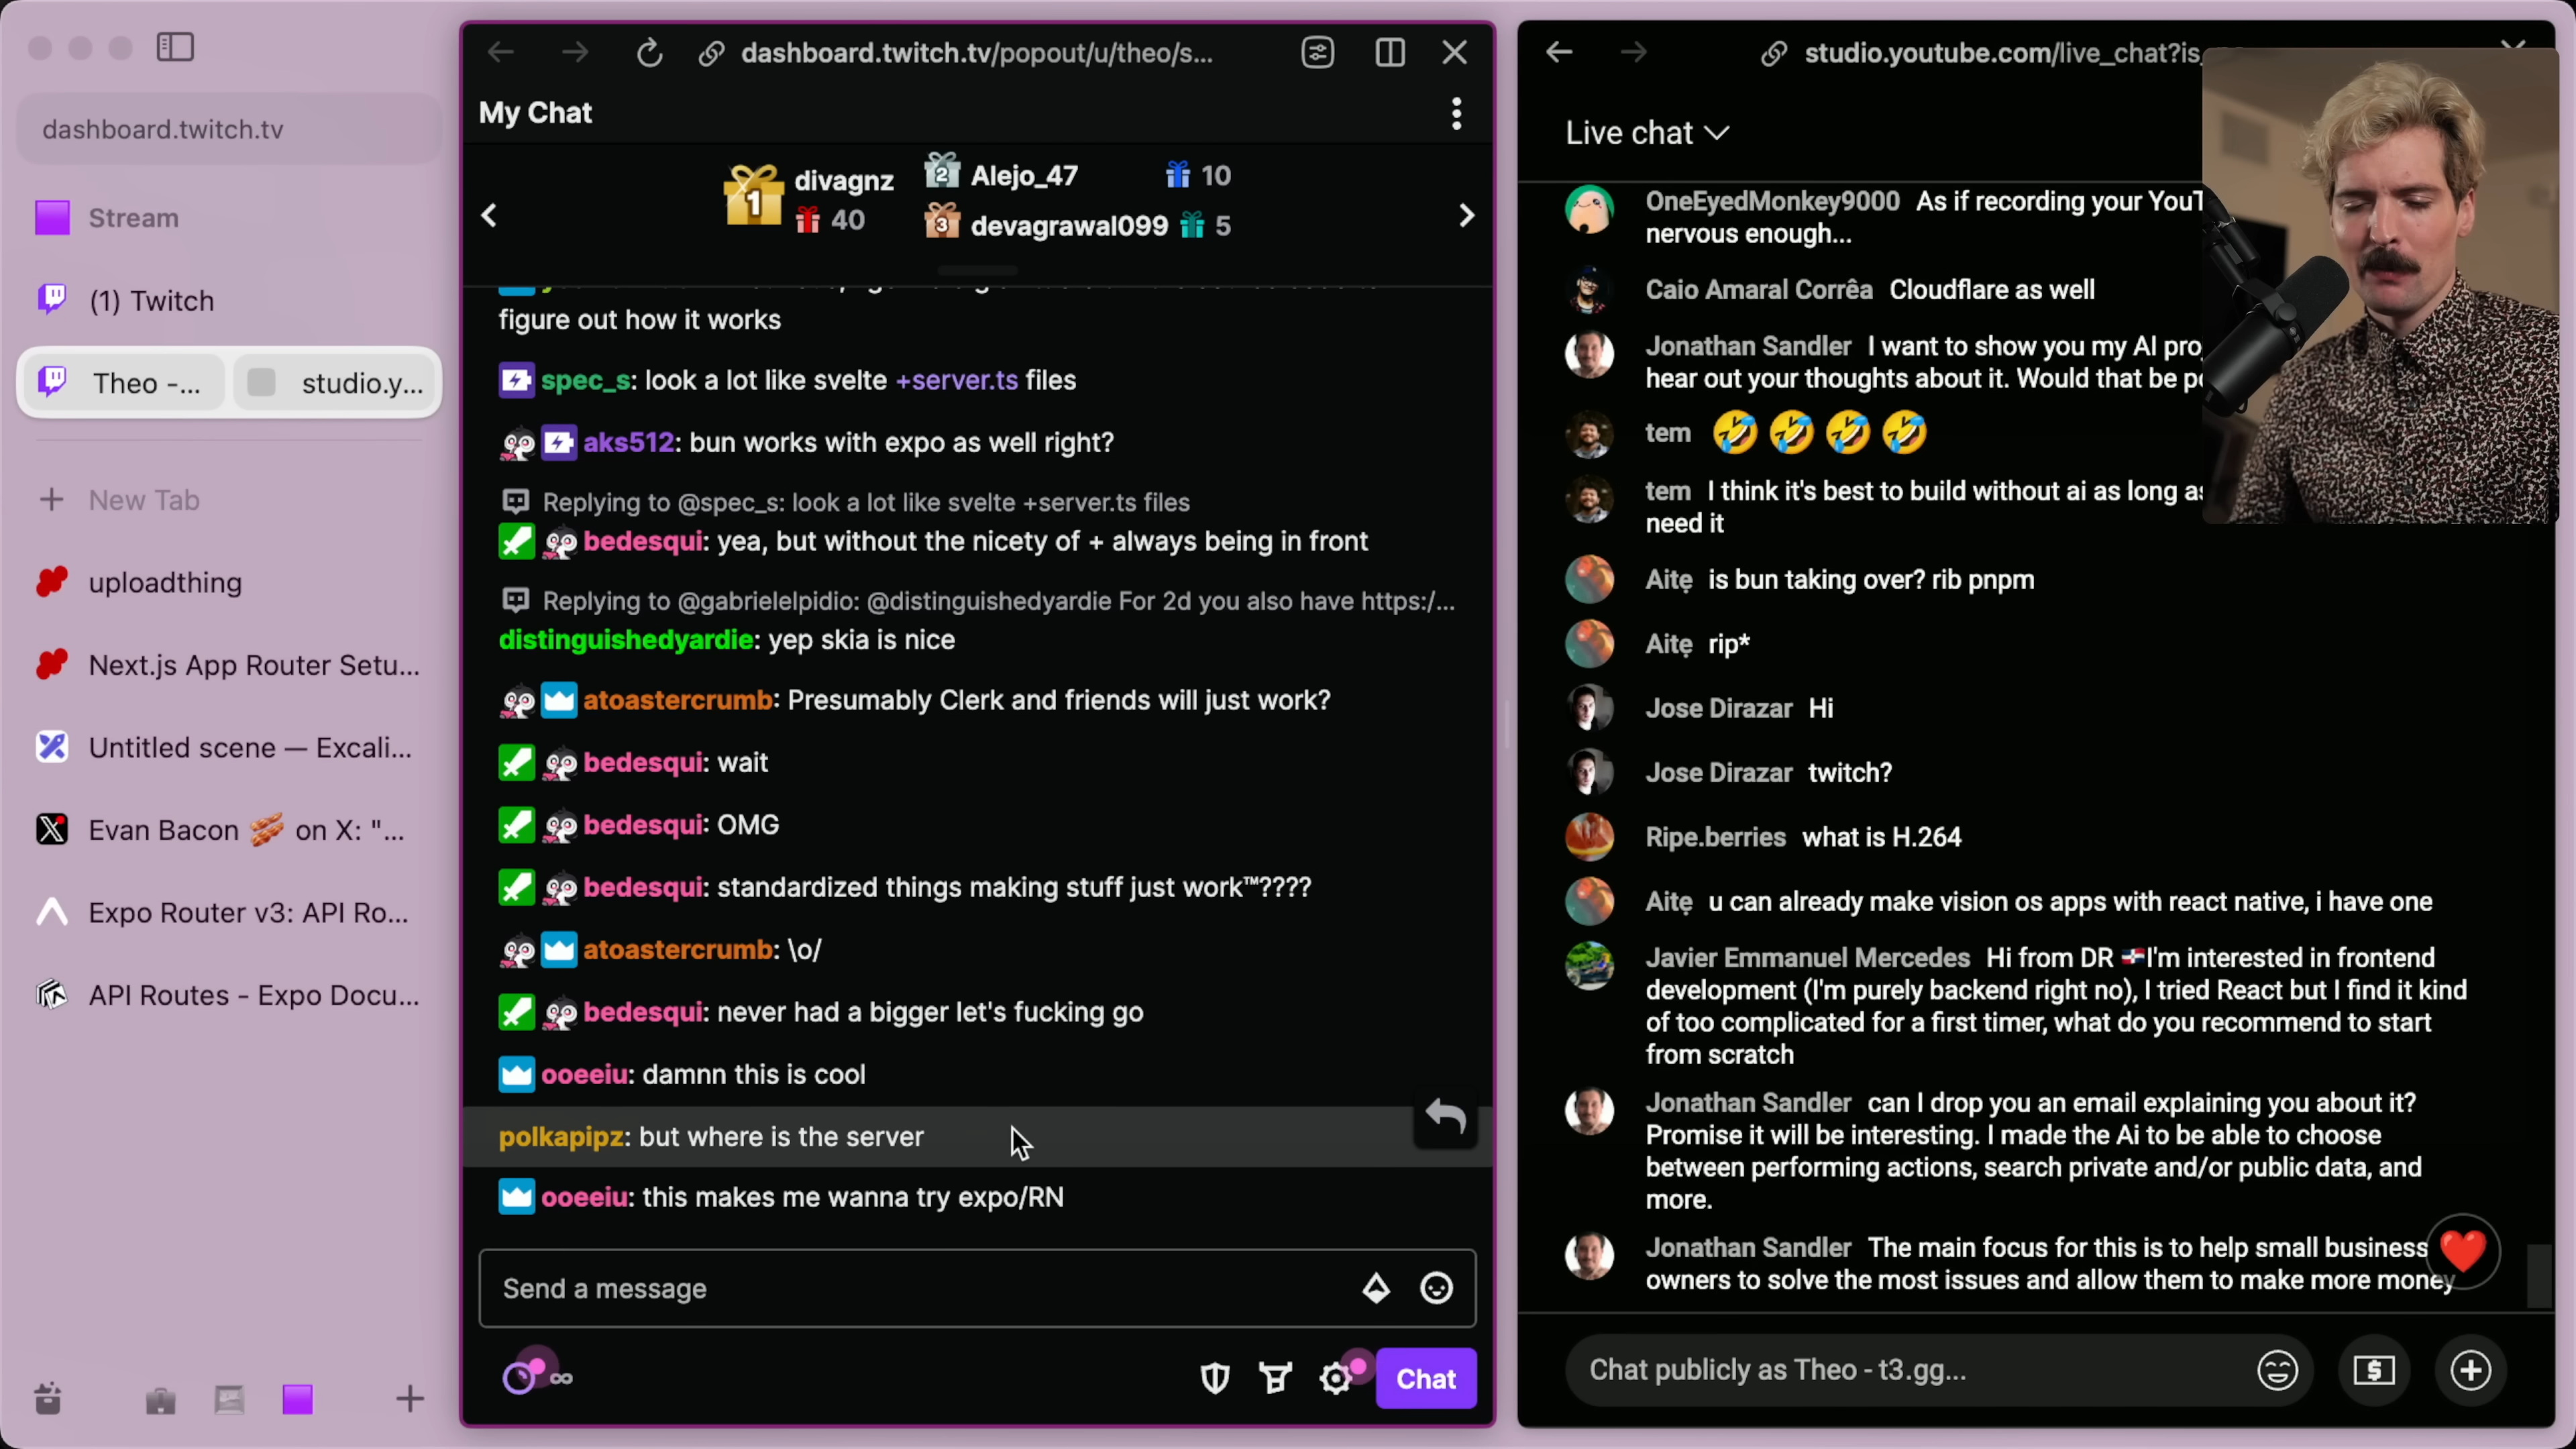 dashboard.twitch.tv
Stream
(1) Twitch
Theo -...
studio.y...
New Tab
uploadthing
Next.js App Router Setu...
Untitled scene — Excali...
Evan Bacon 🥓 on X: "...
Expo Router v3: API Ro...
API Routes - Expo Docu...
dashboard.twitch.tv/popout/u/theo/s...
My Chat
1 divagnz 40
2 Alejo_47 10
3 devagrawal099 5
figure out how it works
spec_s: look a lot like svelte +server.ts files
aks512: bun works with expo as well right?
Replying to @spec_s: look a lot like svelte +server.ts files
bedesqui: yea, but without the nicety of + always being in front
Replying to @gabrielelpidio: @distinguishedyardie For 2d you also have https:/...
distinguishedyardie: yep skia is nice
atoastercrumb: Presumably Clerk and friends will just work?
bedesqui: wait
bedesqui: OMG
bedesqui: standardized things making stuff just work™????
atoastercrumb: \o/
bedesqui: never had a bigger let's fucking go
ooeeiu: damnn this is cool
polkapipz: but where is the server
ooeeiu: this makes me wanna try expo/RN
Send a message
Chat
studio.youtube.com/live_chat?is_
Live chat
OneEyedMonkey9000 As if recording your YouT
nervous enough...
Caio Amaral Corrêa Cloudflare as well
Jonathan Sandler I want to show you my AI pro
hear out your thoughts about it. Would that be
tem 🤣 🤣 🤣 🤣
tem I think it's best to build without ai as long as
need it
Aitẹ is bun taking over? rib pnpm
Aitẹ rip*
Jose Dirazar Hi
Jose Dirazar twitch?
Ripe.berries what is H.264
Aitẹ u can already make vision os apps with react native, i have one
Javier Emmanuel Mercedes Hi from DR 🇩🇴I'm interested in frontend
development (I'm purely backend right no), I tried React but I find it kind
of too complicated for a first timer, what do you recommend to start
from scratch
Jonathan Sandler can I drop you an email explaining you about it?
Promise it will be interesting. I made the Ai to be able to choose
between performing actions, search private and/or public data, and
more.
Jonathan Sandler The main focus for this is to help small business
owners to solve the most issues and allow them to make more money
Chat publicly as Theo - t3.gg...